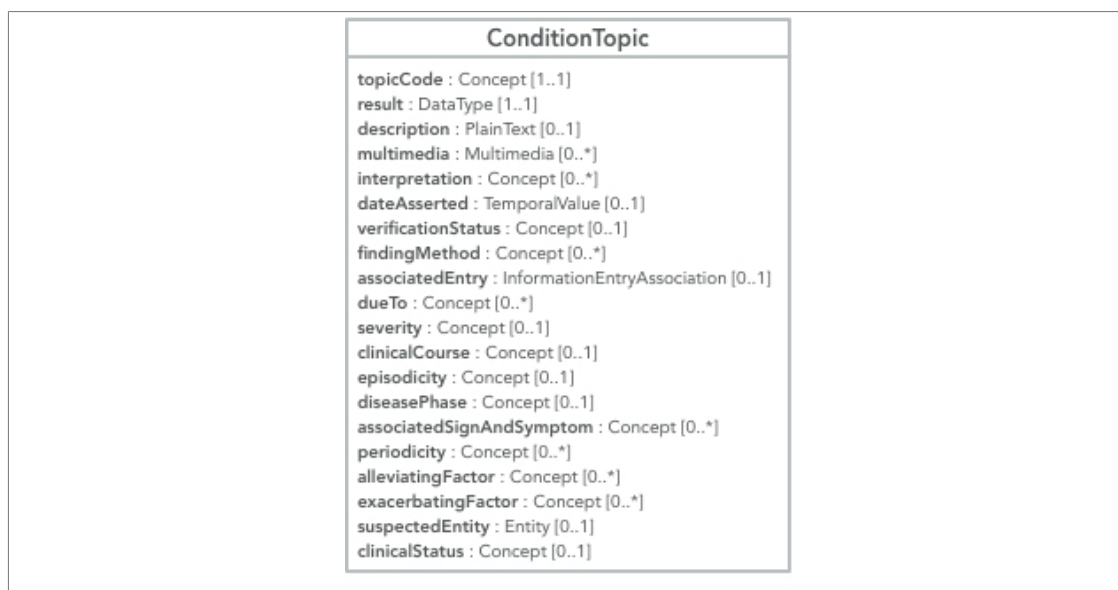 ConditionTopic
topicCode : Concept [1..1]
result : DataType [1..1]
description : PlainText [0..1]
multimedia : Multimedia [0..*]
interpretation : Concept [0..*]
dateAsserted : TemporalValue [0..1]
verificationStatus : Concept [0..1]
findingMethod : Concept [0..*]
associatedEntry : InformationEntryAssociation [0..1]
dueTo : Concept [0..*]
severity : Concept [0..1]
clinicalCourse : Concept [0..1]
episodicity : Concept [0..1]
diseasePhase : Concept [0..1]
associatedSignAndSymptom : Concept [0..*]
periodicity : Concept [0..*]
alleviatingFactor : Concept [0..*]
exacerbatingFactor : Concept [0..*]
suspectedEntity : Entity [0..1]
clinicalStatus : Concept [0..1]